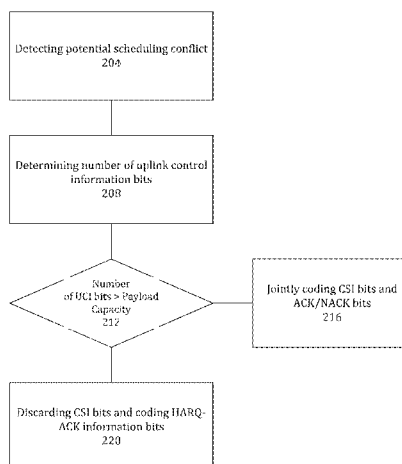 Detecting potential scheduling conflict
204
Determining number of uplink control
information bits
208
Number
of UCI bits > Payload
Capacity
212
Jointly coding CSI bits and
ACK/NACK bits
216
Discarding CSI bits and coding HARQ-
ACK information bits
220